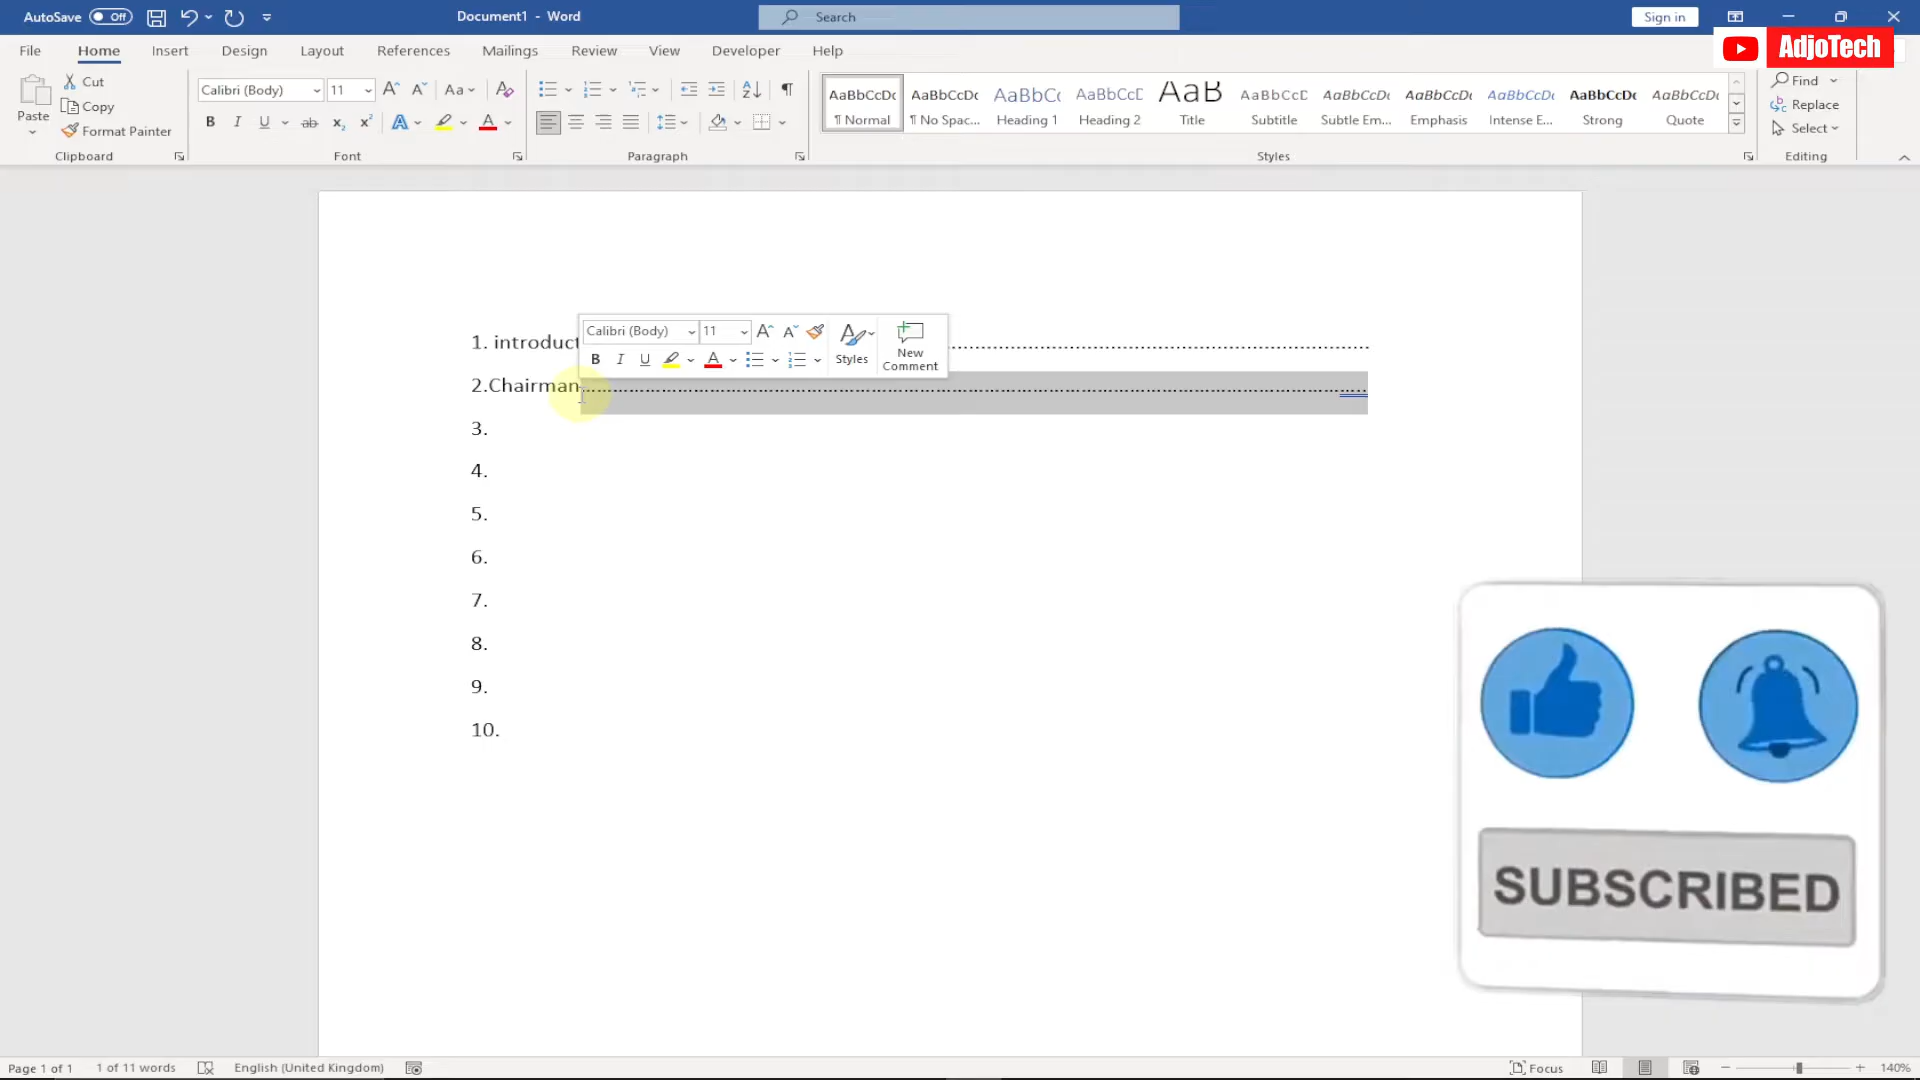 AutoSave Off Document1 - Word Search Sign in
AdjoTech
File Home Insert Design Layout References Mailings Review View Developer Help
Paste Cut Copy Format Painter
Clipboard
Calibri (Body) 11
Font
Paragraph
AaBbCcDc AaBbCcDc AaBbCc AaBbCcD AaB AaBbCcD AaBbCcDc AaBbCcDc AaBbCcDc AaBbCcDc AaBbCcDc
¶ Normal ¶ No Spac... Heading 1 Heading 2 Title Subtitle Subtle Em... Emphasis Intense E... Strong Quote
Styles
Find
Replace
Select
Editing
Calibri (Body) 11
B I U Styles New Comment
1. introduct..........
2.Chairman..........
3.
4.
5.
6.
7.
8.
9.
10.
SUBSCRIBED
Page 1 of 1 1 of 11 words English (United Kingdom) Focus 140%